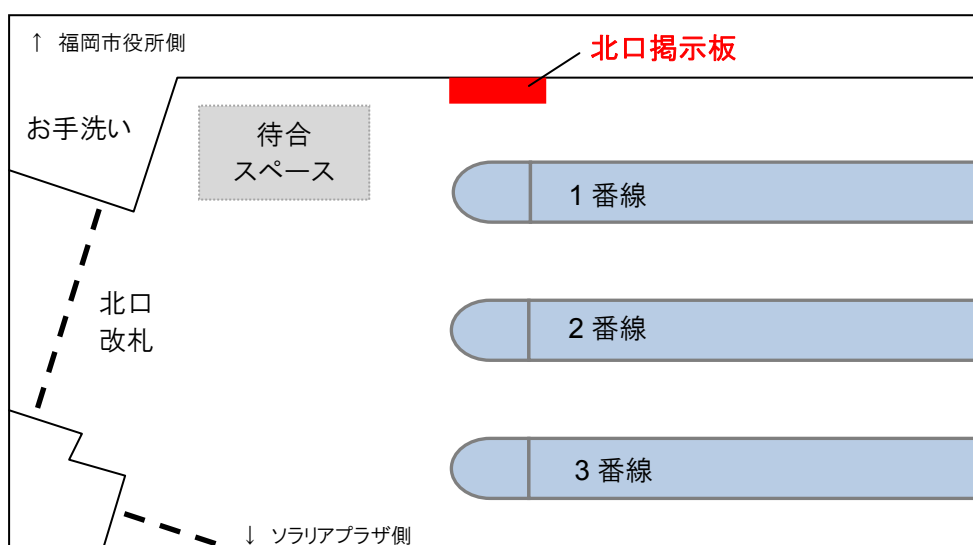 ↑ 福岡市役所側
北口掲示板
お手洗い
待合
スペース
1 番線
北口
改札
2 番線
3 番線
↓ ソラリアプラザ側